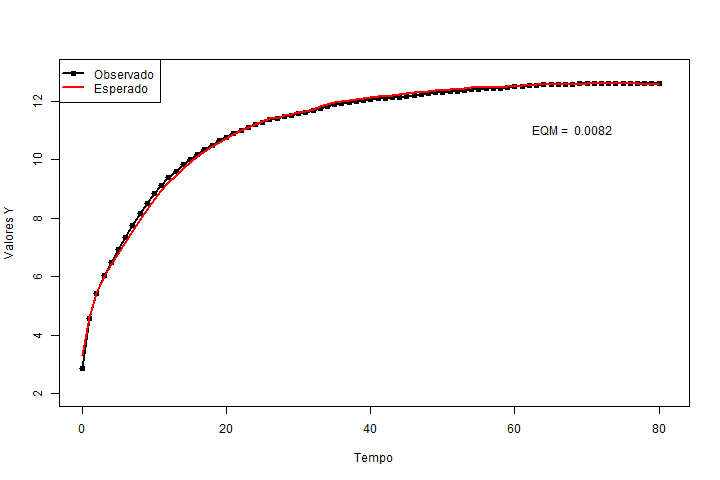 Observado
Esperado
EQM = 0.0082
12
10
8
6
4
2
Valores Y
0 20 40 60 80
Tempo